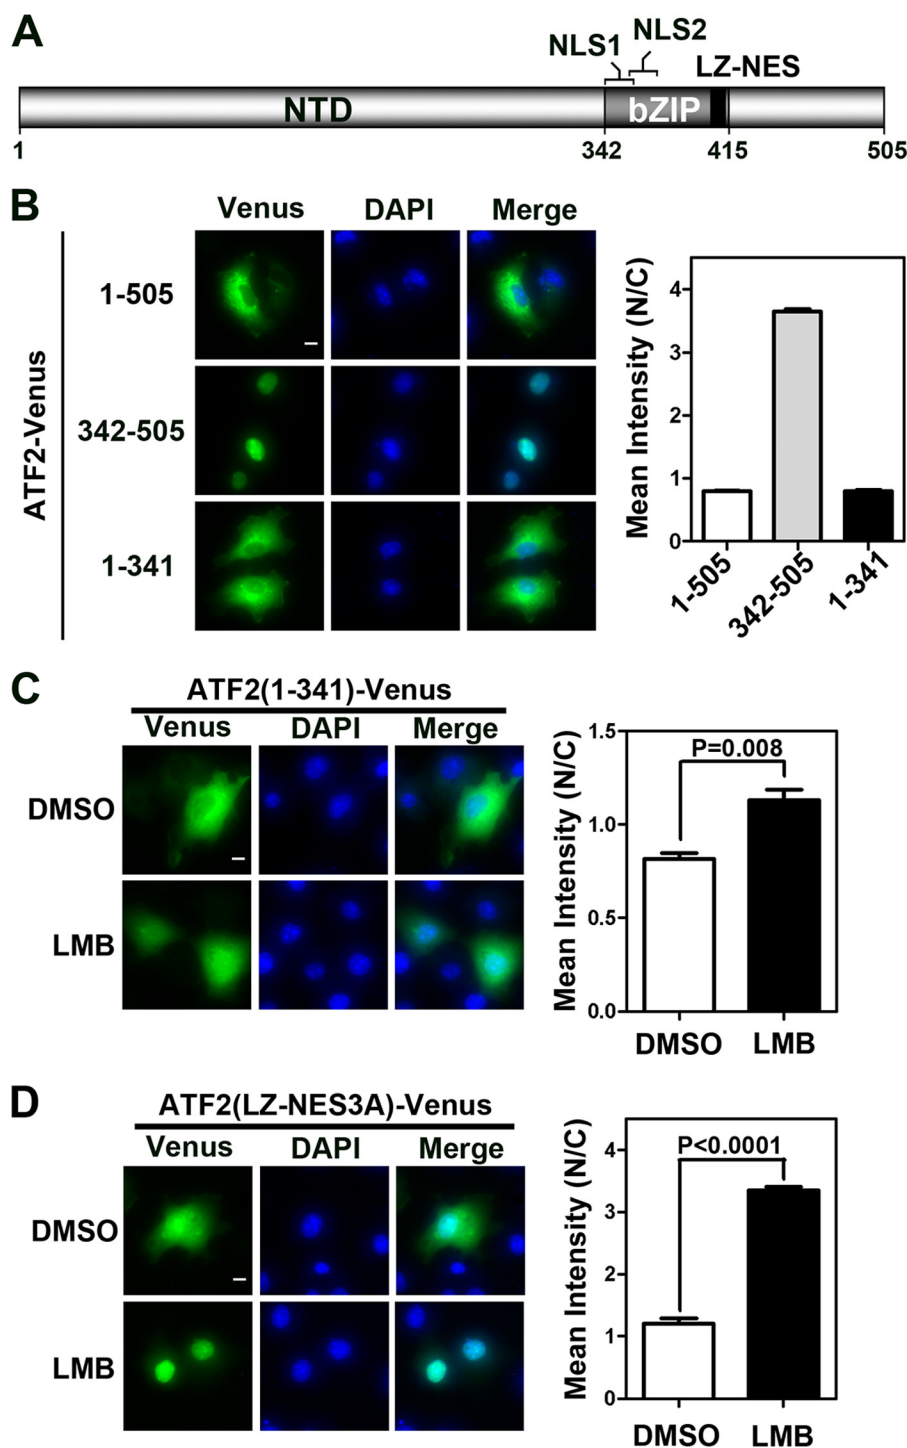 A
NLS1 NLS2
LZ-NES
NTD bZIP
1 342 415 505
B
Venus DAPI Merge
ATF2-Venus
1-505
342-505
1-341
Mean Intensity (N/C)
4
3
2
1
0
1-505 342-505 1-341
C
ATF2(1-341)-Venus
Venus DAPI Merge
DMSO
LMB
Mean Intensity (N/C)
1.5
1.0
0.5
0.0
P=0.008
DMSO LMB
D
ATF2(LZ-NES3A)-Venus
Venus DAPI Merge
DMSO
LMB
Mean Intensity (N/C)
4
3
2
1
0
P<0.0001
DMSO LMB